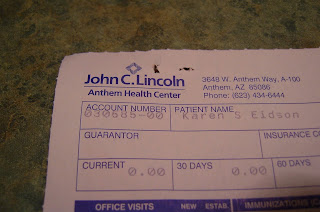 John C. Lincoln
Anthem Health Center
3648 W. Anthem Way, A-100
Anthem, AZ 85086
Phone: (623) 434-6444
ACCOUNT NUMBER PATIENT NAME
030685-00 Karen S Eidson
GUARANTOR INSURANCE CO
CURRENT 30 DAYS 60 DAYS
0.00 0.00
OFFICE VISITS NEW ESTAB IMMUNIZATIONS